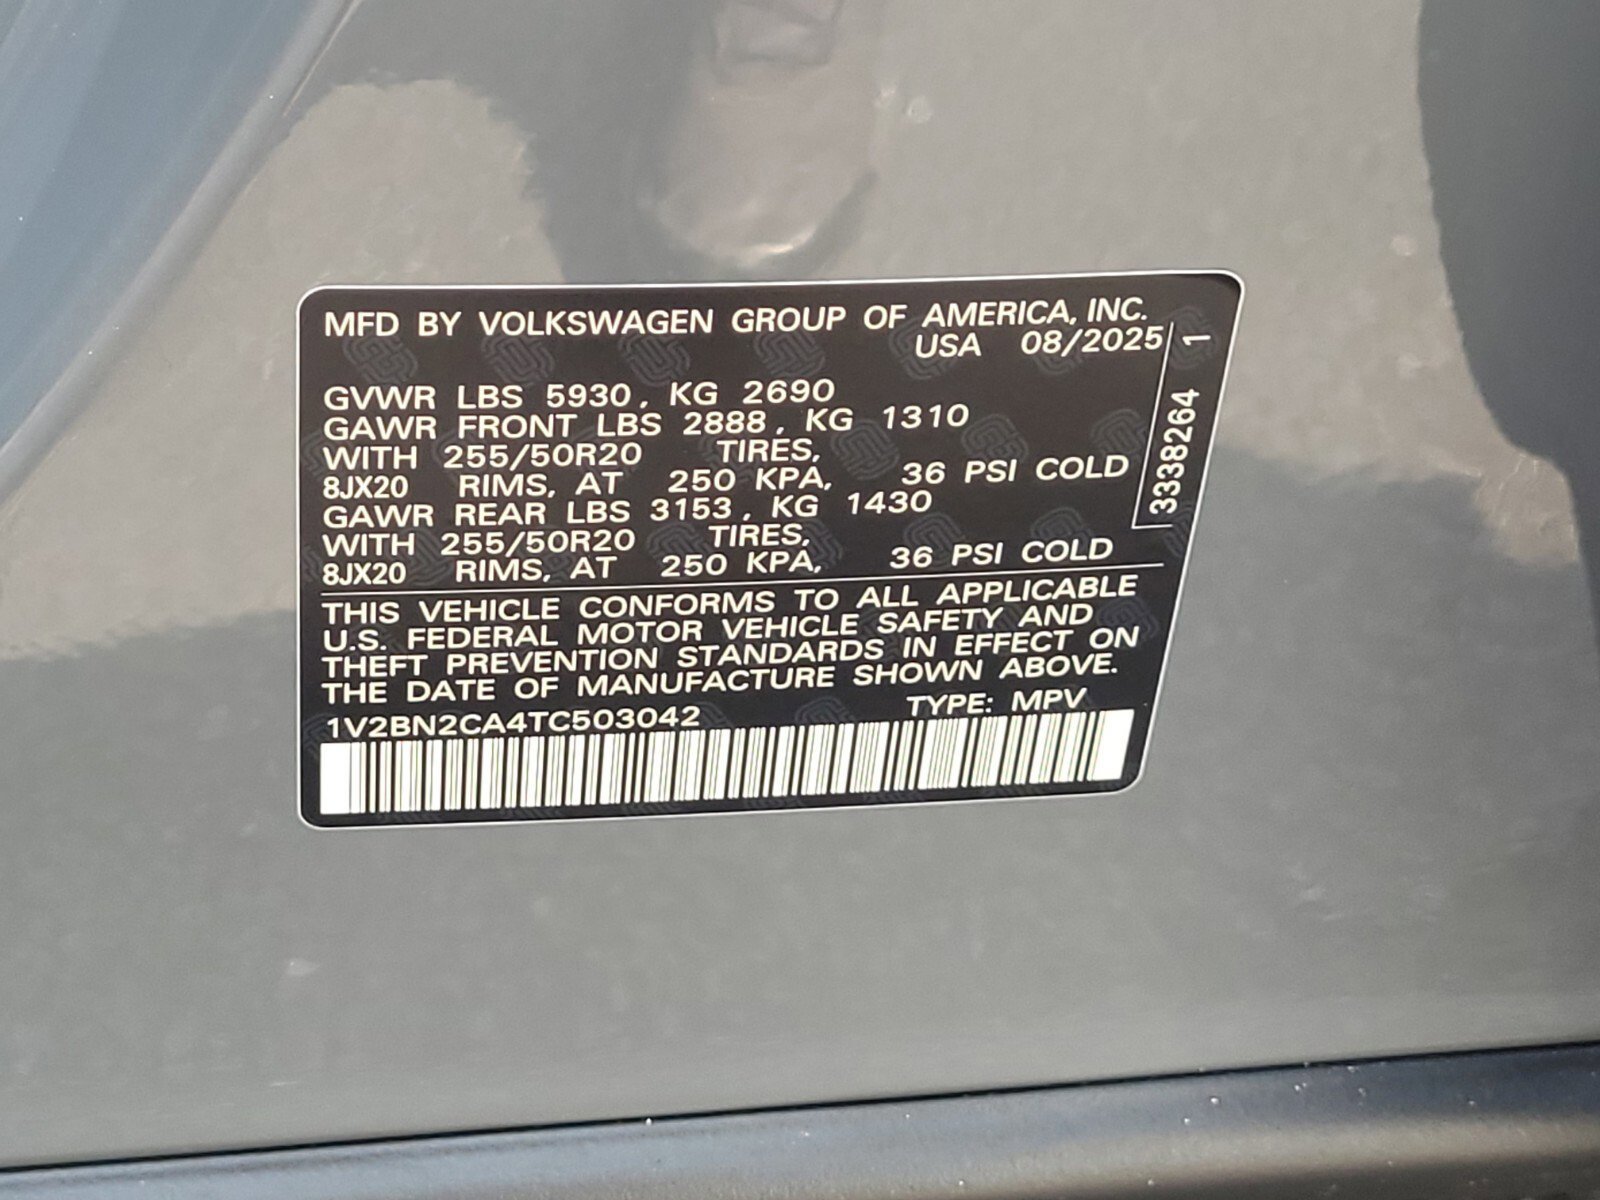 MFD BY VOLKSWAGEN GROUP OF AMERICA, INC.
USA 08/2025
GVWR LBS 5930, KG 2690
GAWR FRONT LBS 2888, KG 1310
WITH 255/50R20 TIRES,
8JX20 RIMS, AT 250 KPA, 36 PSI COLD
GAWR REAR LBS 3153, KG 1430
WITH 255/50R20 TIRES,
8JX20 RIMS, AT 250 KPA, 36 PSI COLD
3338264 1
THIS VEHICLE CONFORMS TO ALL APPLICABLE
U.S. FEDERAL MOTOR VEHICLE SAFETY AND
THEFT PREVENTION STANDARDS IN EFFECT ON
THE DATE OF MANUFACTURE SHOWN ABOVE.
1V2BN2CA4TC503042 TYPE: MPV